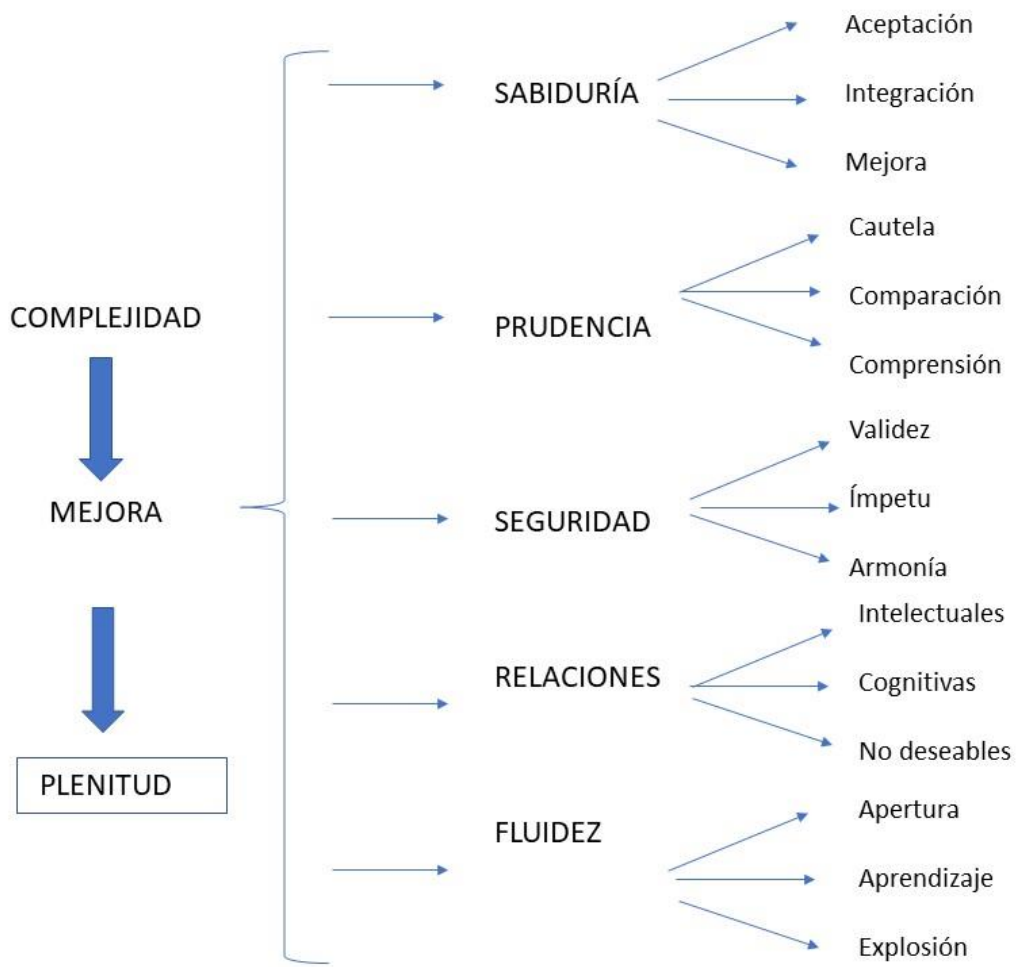 COMPLEJIDAD
MEJORA
PLENITUD
SABIDURÍA
Aceptación
Integración
Mejora
PRUDENCIA
Cautela
Comparación
Comprensión
SEGURIDAD
Validez
Ímpetu
Armonía
RELACIONES
Intelectuales
Cognitivas
No deseables
FLUIDEZ
Apertura
Aprendizaje
Explosión